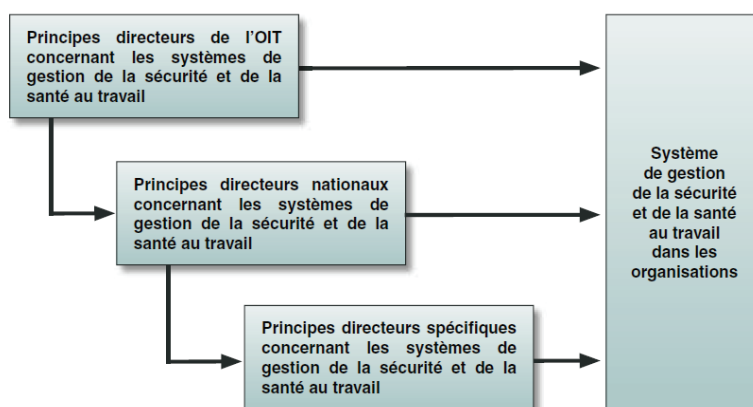 Principes directeurs de l'OIT
concernant les systèmes de
gestion de la sécurité et de la
santé au travail
Principes directeurs nationaux
concernant les systèmes de
gestion de la sécurité et de la
santé au travail
Principes directeurs spécifiques
concernant les systèmes de
gestion de la sécurité et de la
santé au travail
Système
de gestion
de la sécurité
et de la santé
au travail
dans les
organisations